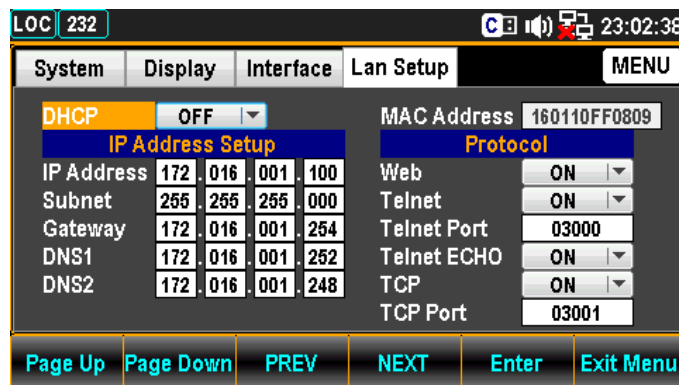 LOC 232 C 23:02:38
System Display Interface Lan Setup MENU
DHCP OFF MAC Address 160110FF0809
IP Address Setup Protocol
IP Address 172 . 016 . 001 . 100 Web ON
Subnet 255 . 255 . 255 . 000 Telnet ON
Gateway 172 . 016 . 001 . 254 Telnet Port 03000
DNS1 172 . 016 . 001 . 252 Telnet ECHO ON
DNS2 172 . 016 . 001 . 248 TCP ON
TCP Port 03001
Page Up Page Down PREV NEXT Enter Exit Menu